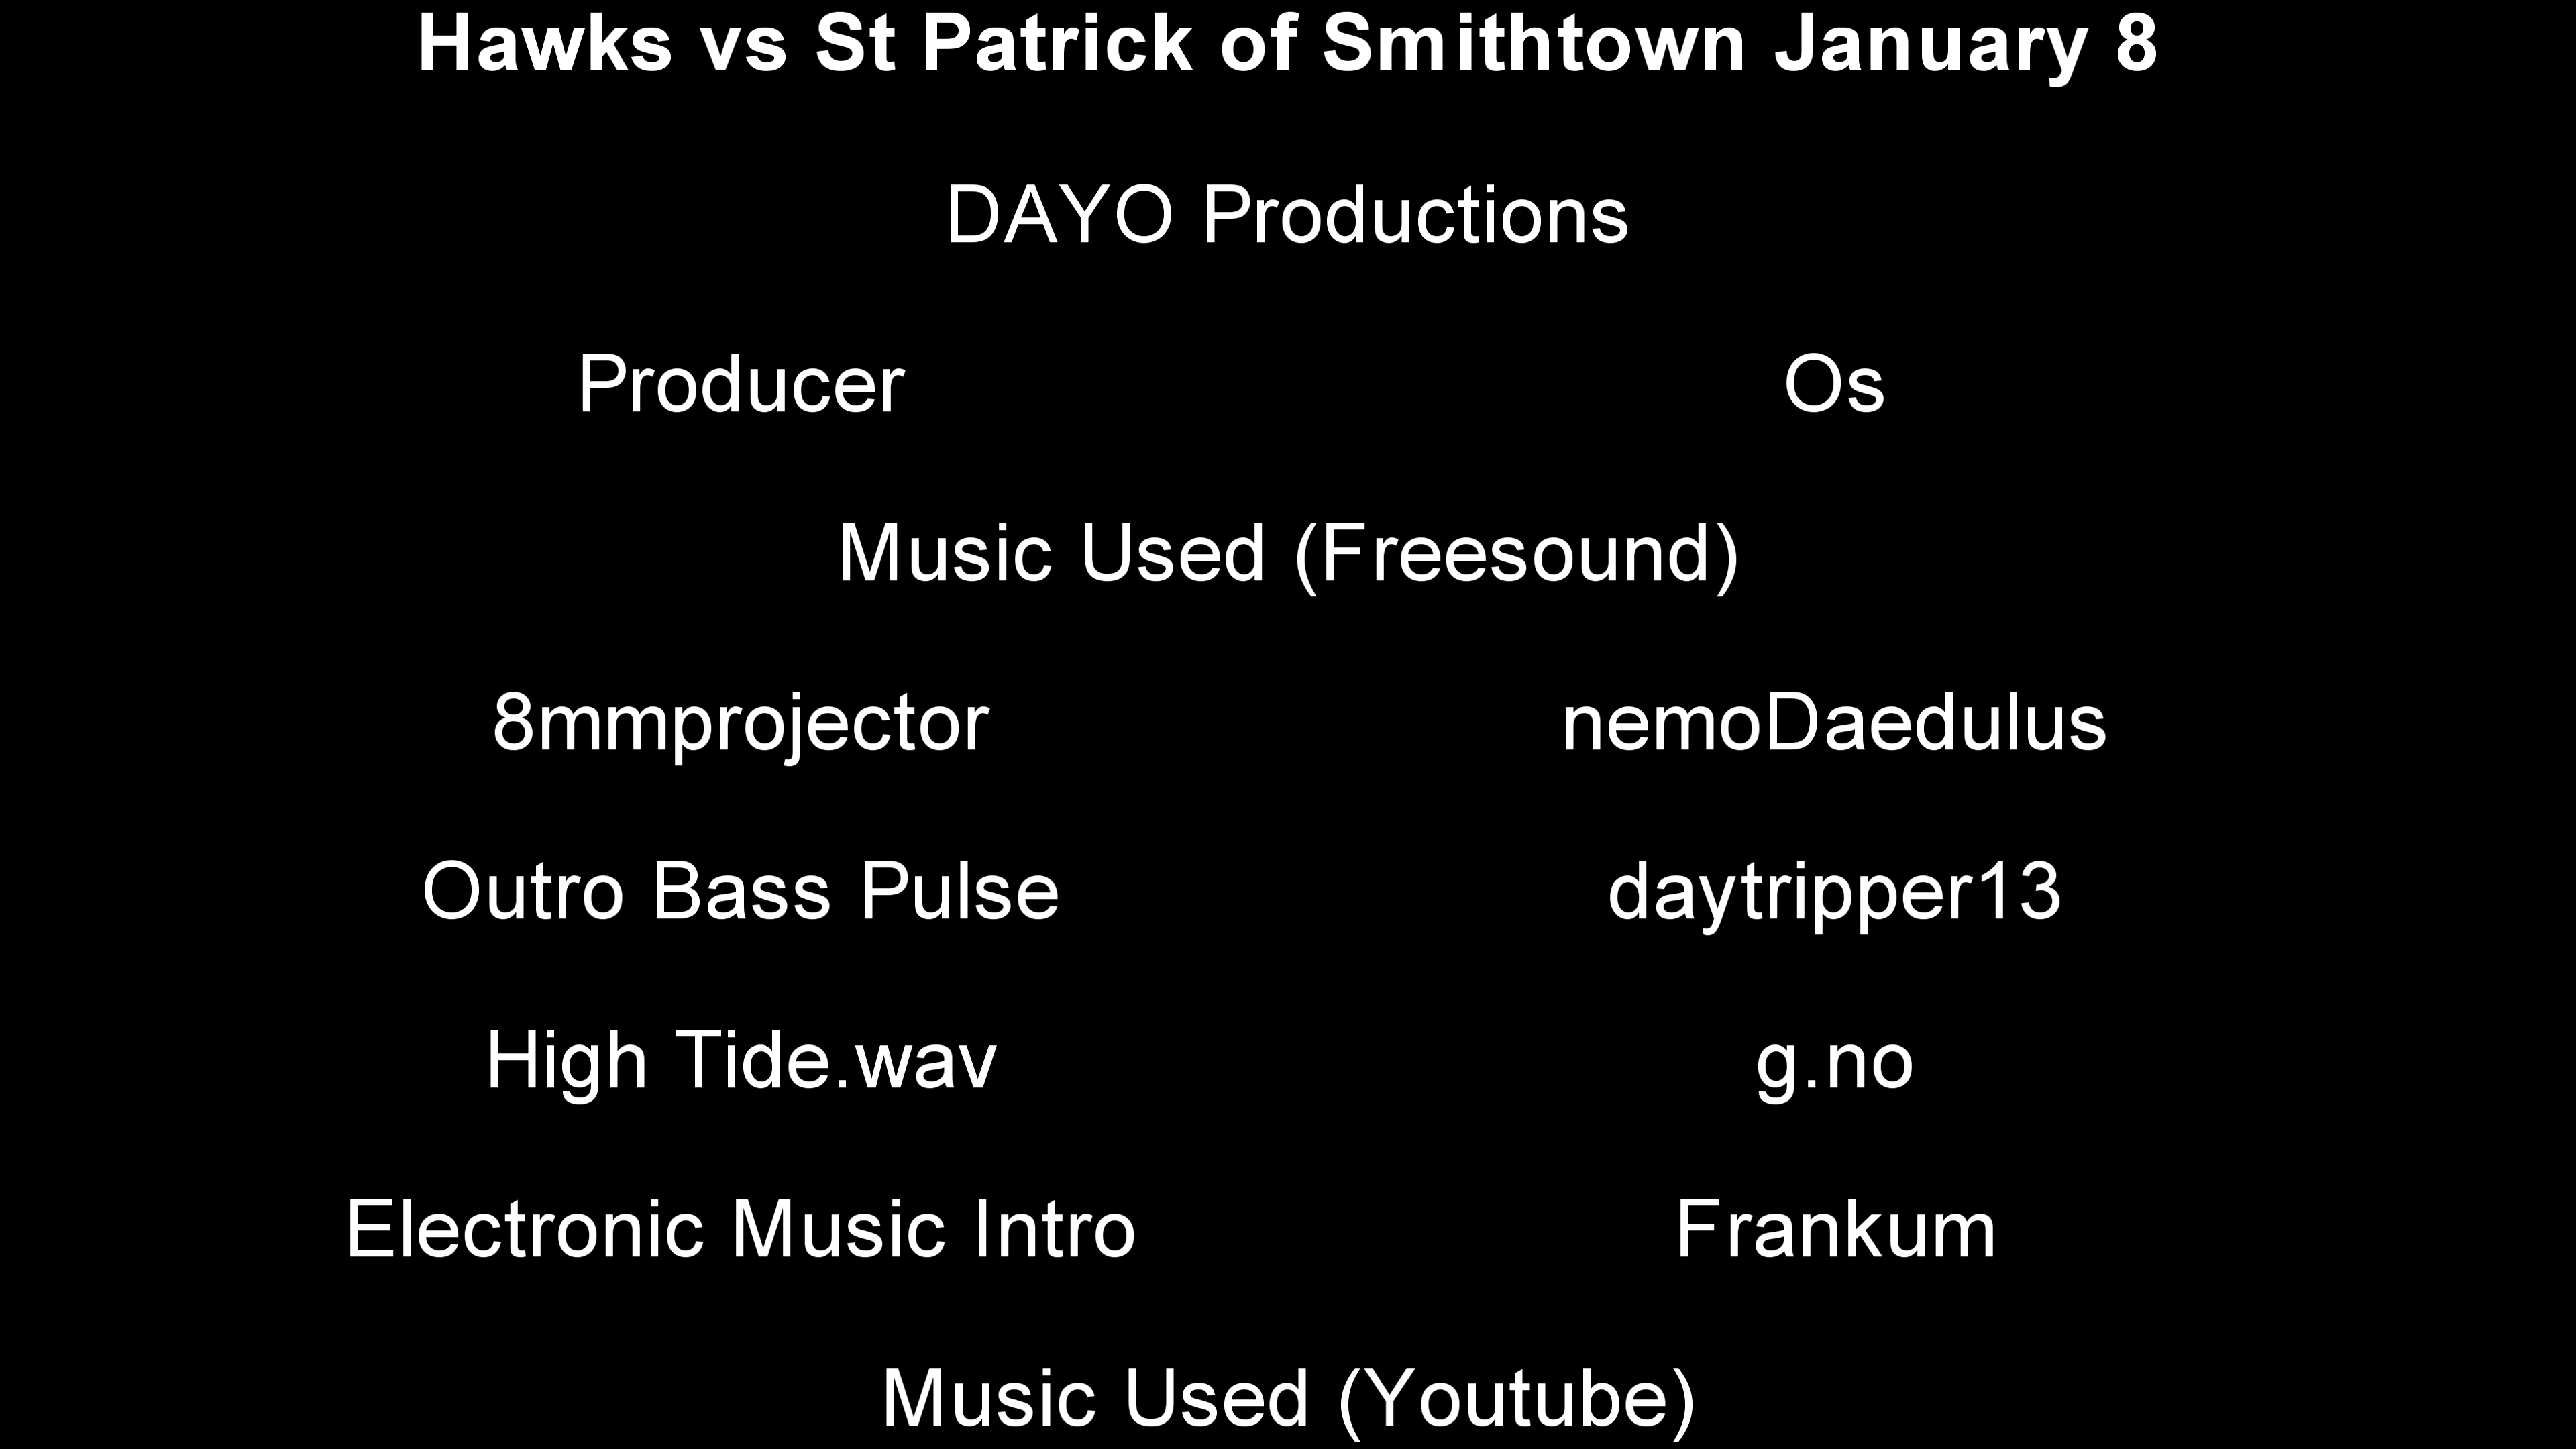 Hawks vs St Patrick of Smithtown January 8
DAYO Productions
Producer Os
Music Used (Freesound)
8mmprojector nemoDaedulus
Outro Bass Pulse daytripper13
High Tide.wav g.no
Electronic Music Intro Frankum
Music Used (Youtube)